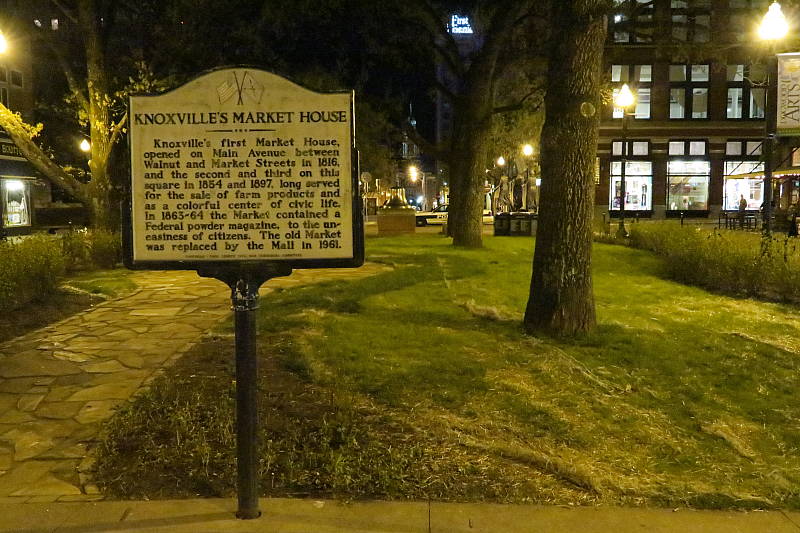 First
KNOXVILLE'S MARKET HOUSE
Knoxville's first Market House,
opened on Main Avenue between
Walnut and Market Streets in 1816,
and the second and third on this
square in 1854 and 1897, long served
for the sale of farm products and
as a colorful center of civic life.
In 1863-64 the Market contained a
Federal powder magazine, to the un-
easiness of citizens. The old Market
was replaced by the Mall in 1961.